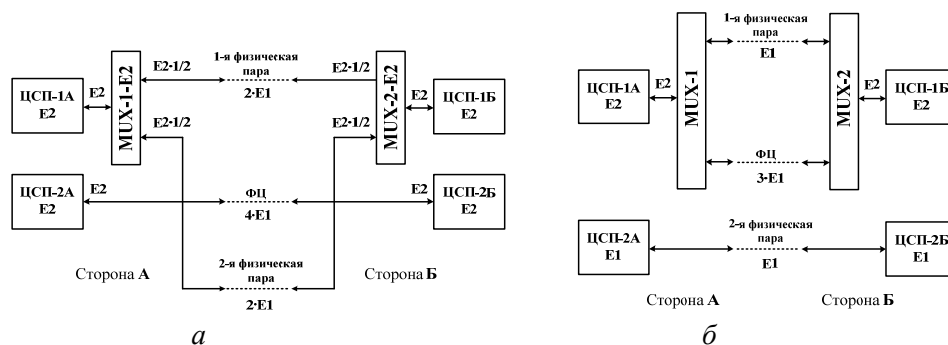 E2·1/2
1-я физическая
пара
E2·1/2
2·E1
ЦСП-1А
E2
E2
MUX-1-E2
MUX-2-E2
E2
ЦСП-1Б
E2
E2·1/2
E2·1/2
ЦСП-2А
E2
E2
ФЦ
4·E1
E2
ЦСП-2Б
E2
2-я физическая
пара
2·E1
Сторона А
Сторона Б
а
1-я физическая
пара
E1
ЦСП-1А
E2
E2
MUX-1
MUX-2
E2
ЦСП-1Б
E2
ФЦ
3·E1
ЦСП-2А
E1
2-я физическая
пара
E1
ЦСП-2Б
E1
Сторона А
Сторона Б
б